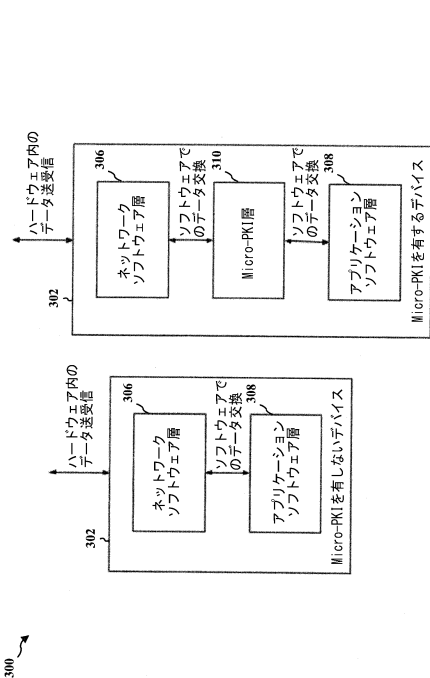 300
302
ハードウェア内の
データ送受信
306
ネットワーク
ソフトウェア層
ソフトウェアで
のデータ交換
308
アプリケーション
ソフトウェア層
Micro-PKIを有しないデバイス
302
ハードウェア内の
データ送受信
306
ネットワーク
ソフトウェア層
ソフトウェアで
のデータ交換
310
Micro-PKI層
ソフトウェアで
のデータ交換
308
アプリケーション
ソフトウェア層
Micro-PKIを有するデバイス